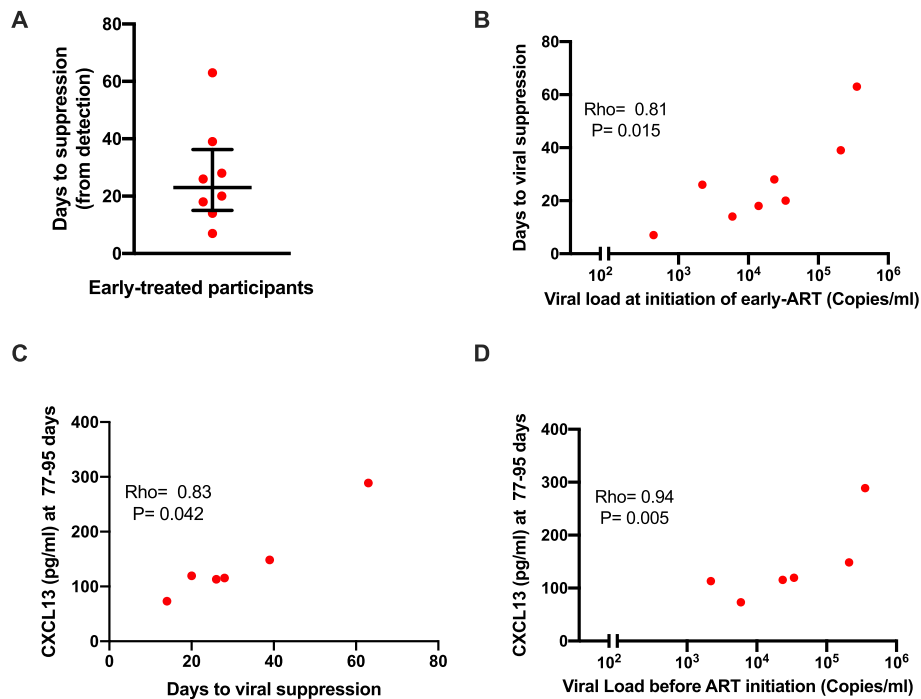 A
Days to suppression
(from detection)
80
60
40
20
0
Early-treated participants
B
Days to viral suppression
80
60
40
20
0
Rho= 0.81
P= 0.015
10²
10³
10⁴
10⁵
10⁶
Viral load at initiation of early-ART (Copies/ml)
C
CXCL13 (pg/ml) at 77-95 days
400
300
200
100
0
Rho= 0.83
P= 0.042
0
20
40
60
80
Days to viral suppression
D
CXCL13 (pg/ml) at 77-95 days
400
300
200
100
0
Rho= 0.94
P= 0.005
10²
10³
10⁴
10⁵
10⁶
Viral Load before ART initiation (Copies/ml)